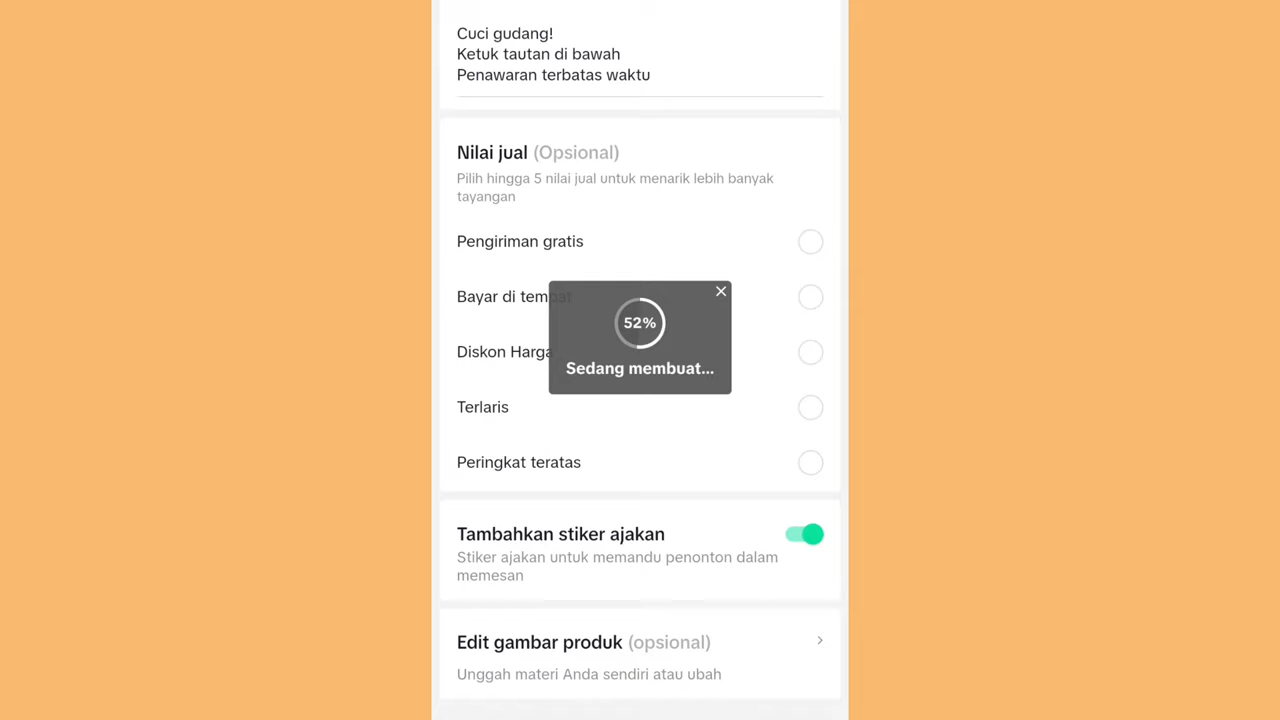 Cuci gudang!
Ketuk tautan di bawah
Penawaran terbatas waktu
Nilai jual (Opsional)
Pilih hingga 5 nilai jual untuk menarik lebih banyak
tayangan
Pengiriman gratis
Bayar di tempat
52%
Diskon Harga
Sedang membuat...
Terlaris
Peringkat teratas
Tambahkan stiker ajakan
Stiker ajakan untuk memandu penonton dalam
memesan
Edit gambar produk (opsional)
Unggah materi Anda sendiri atau ubah